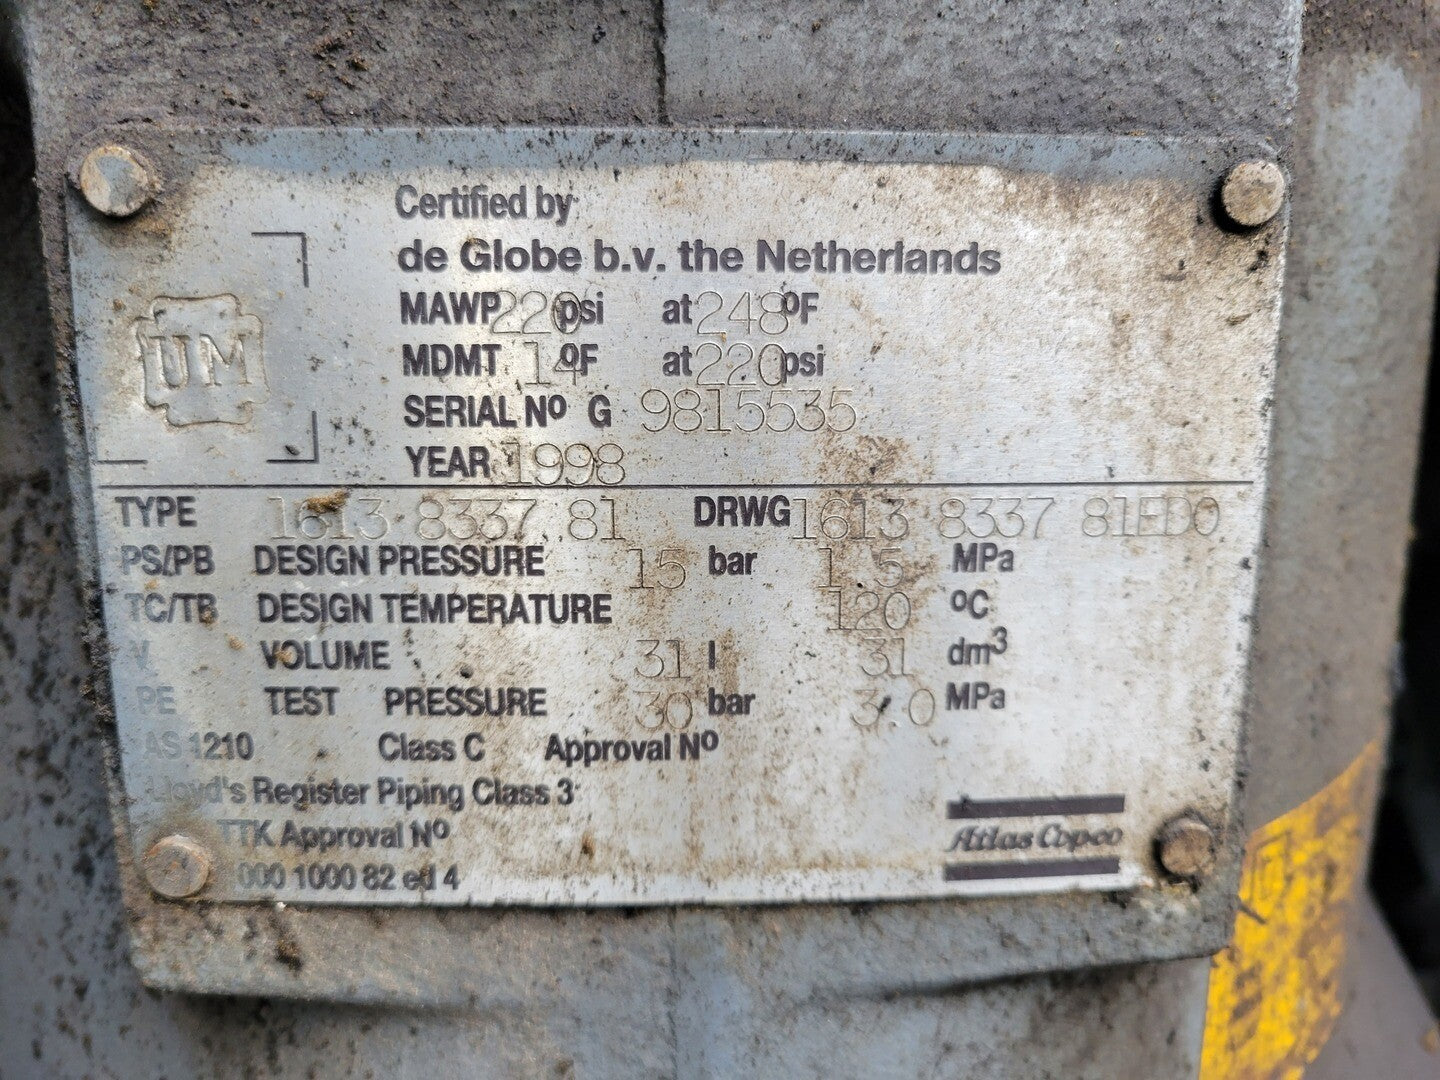 Certified by
de Globe b.v. the Netherlands
UM
MAWP 220 psi at 248 ºF
MDMT 14 ºF at 220 psi
SERIAL Nº G 9815535
YEAR 1998
TYPE 1613 8337 81 DRWG 1613 8337 81ED0
PS/PB DESIGN PRESSURE 15 bar 1.5 MPa
TC/TB DESIGN TEMPERATURE 120 ºC
V VOLUME 31 l 31 dm³
PE TEST PRESSURE 30 bar 3.0 MPa
AS 1210 Class C Approval Nº
Lloyd's Register Piping Class 3
TTK Approval Nº
000 1000 82 ed 4
Atlas Copco